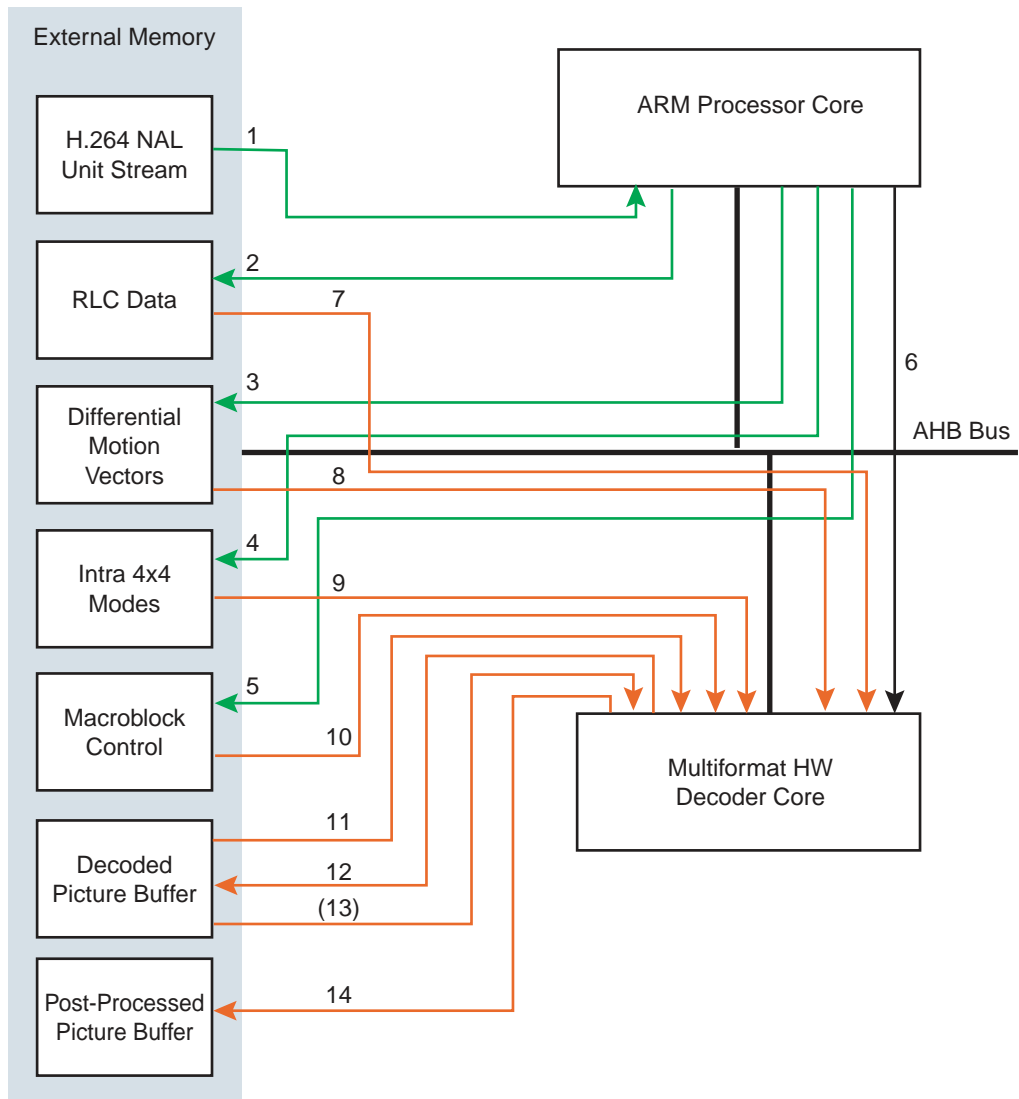 External Memory
ARM Processor Core
H.264 NAL
Unit Stream
1
2
RLC Data
7
6
3
Differential
Motion
Vectors
AHB Bus
8
4
Intra 4x4
Modes
9
5
Macroblock
Control
10
Multiformat HW
Decoder Core
11
Decoded
Picture Buffer
12
(13)
14
Post-Processed
Picture Buffer